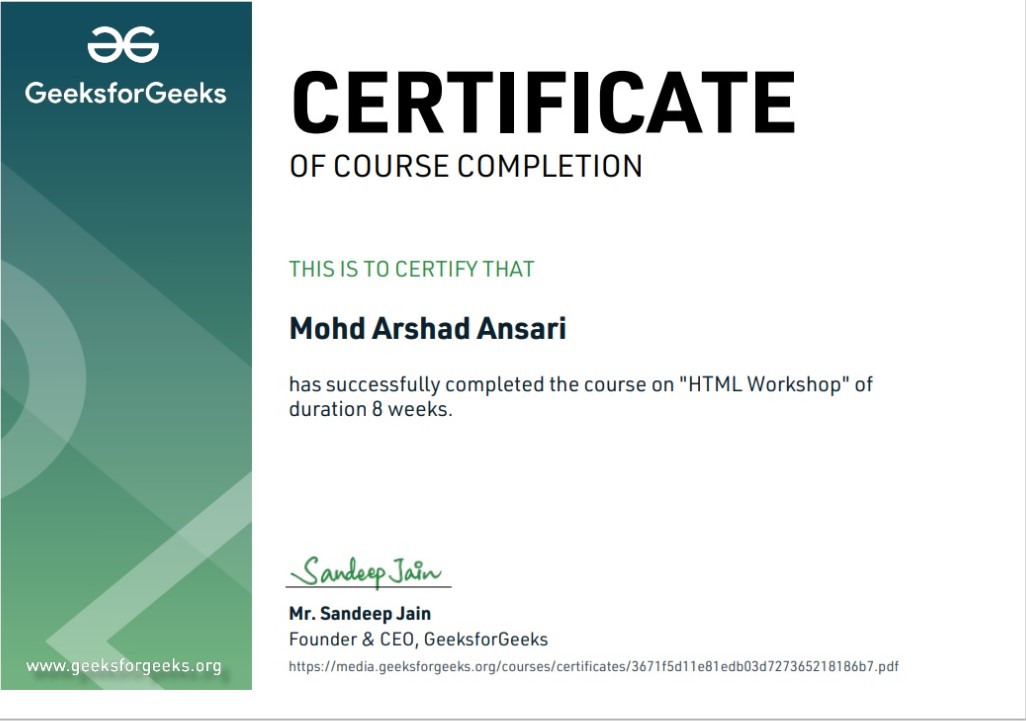 GeeksforGeeks
CERTIFICATE
OF COURSE COMPLETION
THIS IS TO CERTIFY THAT
Mohd Arshad Ansari
has successfully completed the course on "HTML Workshop" of
duration 8 weeks.
Sandeep Jain
Mr. Sandeep Jain
Founder & CEO, GeeksforGeeks
www.geeksforgeeks.org
https://media.geeksforgeeks.org/courses/certificates/3671f5d11e81edb03d727365218186b7.pdf